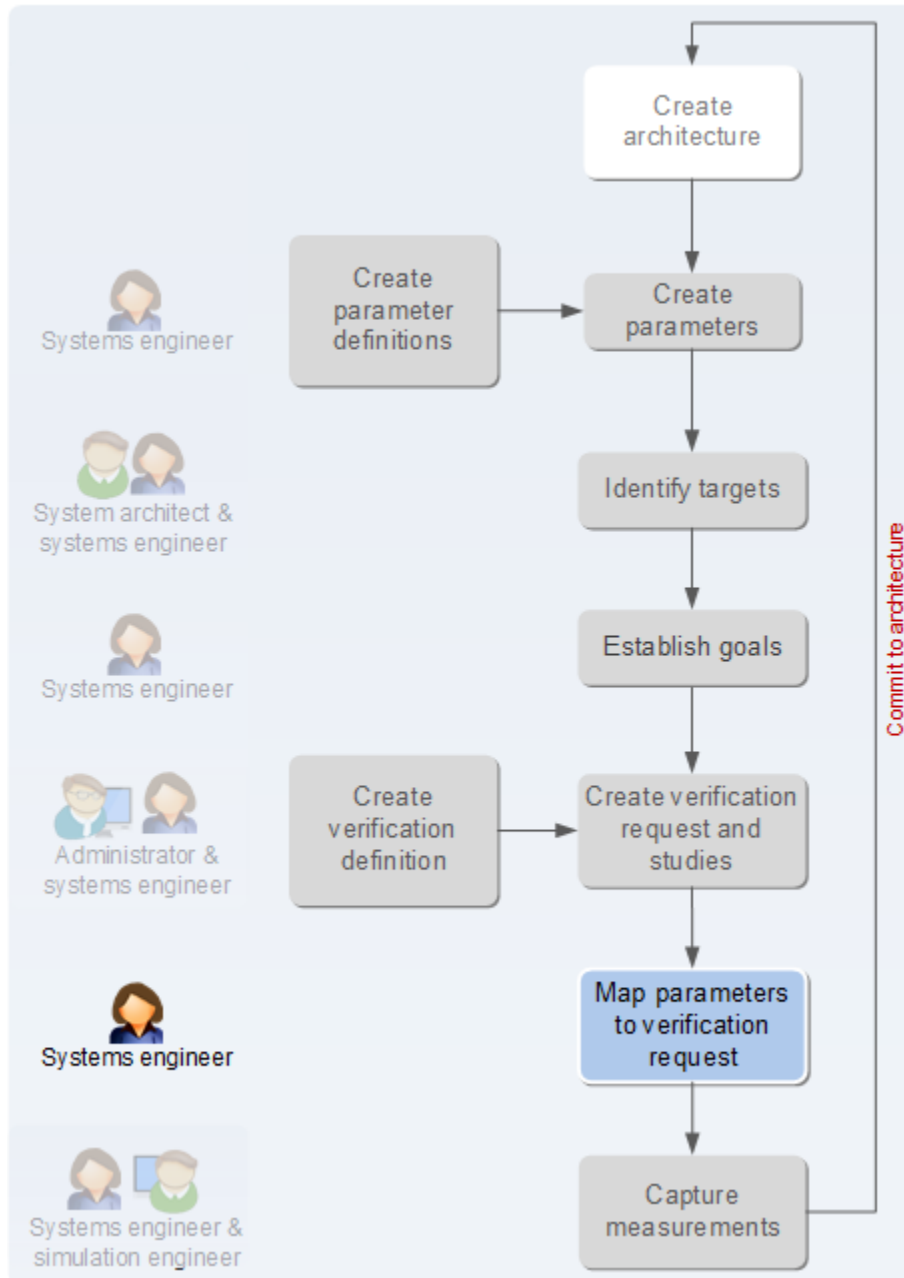 Create
architecture
Create
parameter
definitions
Create
parameters
Systems engineer
Identify targets
System architect &
systems engineer
Establish goals
Systems engineer
Commit to architecture
Create
verification
definition
Create verification
request and
studies
Administrator &
systems engineer
Map parameters
to verification
request
Systems engineer
Capture
measurements
Systems engineer &
simulation engineer